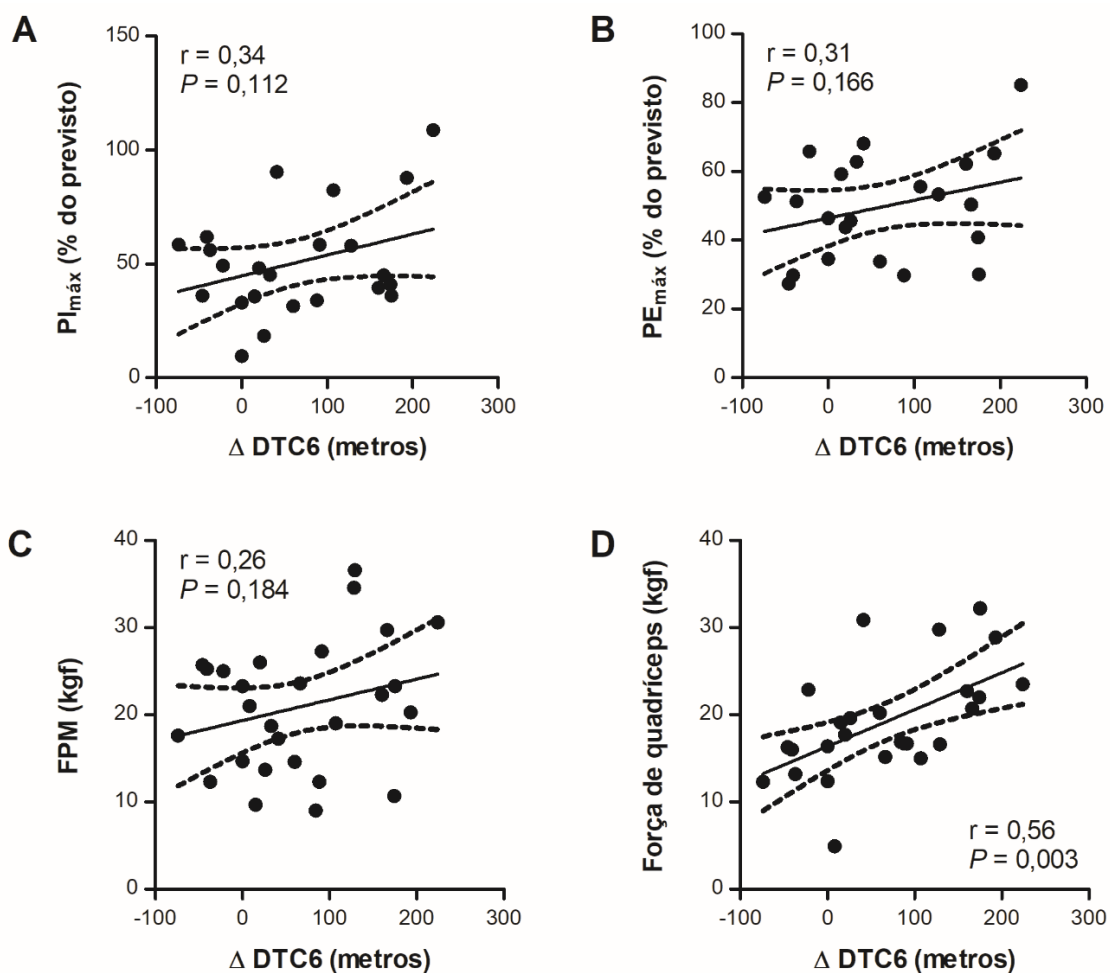 A
r = 0,34
P = 0,112
PImáx (% do previsto)
150
100
50
0
-100 0 100 200 300
Δ DTC6 (metros)
B
r = 0,31
P = 0,166
PEmáx (% do previsto)
100
80
60
40
20
0
-100 0 100 200 300
Δ DTC6 (metros)
C
r = 0,26
P = 0,184
FPM (kgf)
40
30
20
10
0
-100 0 100 200 300
Δ DTC6 (metros)
D
Força de quadríceps (kgf)
40
30
20
10
0
r = 0,56
P = 0,003
-100 0 100 200 300
Δ DTC6 (metros)